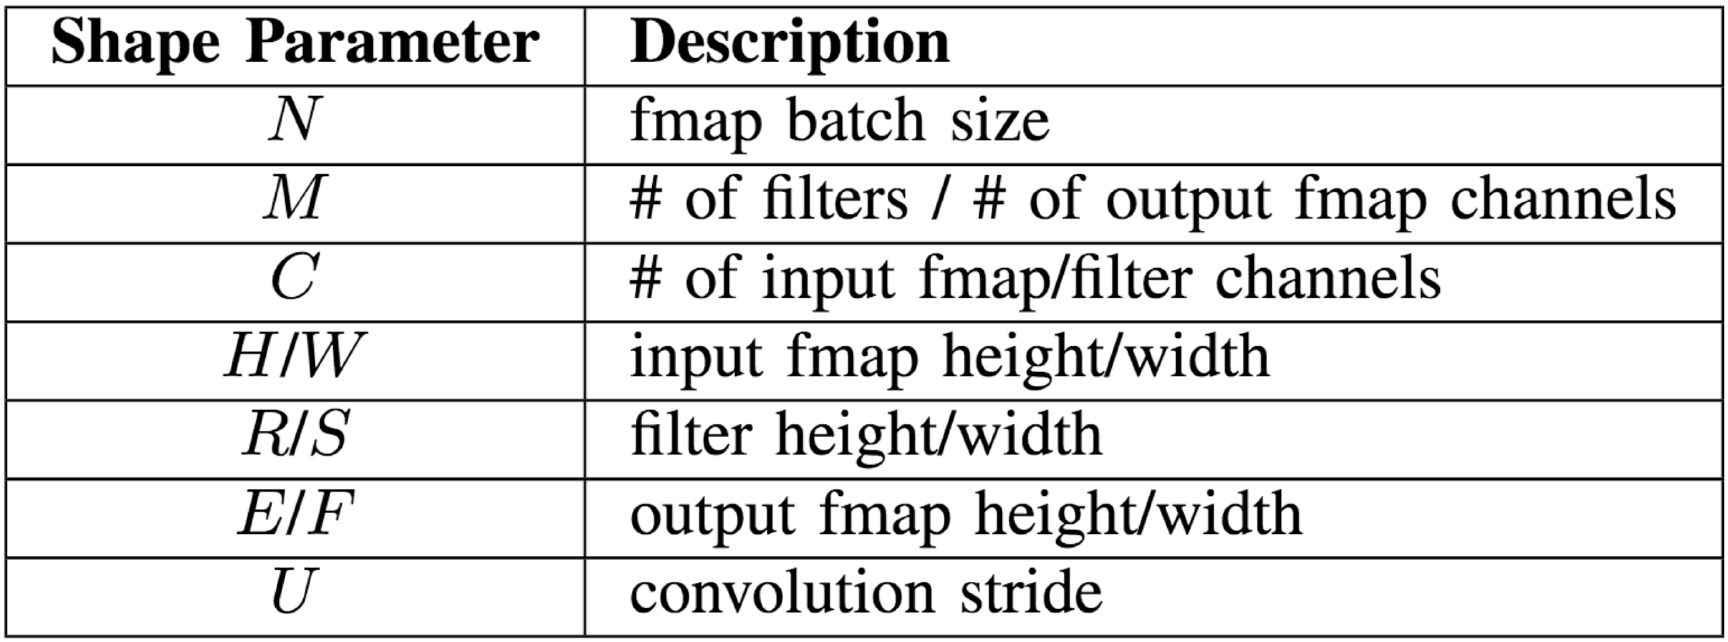 Shape Parameter Description
N fmap batch size
M # of filters / # of output fmap channels
C # of input fmap/filter channels
H/W input fmap height/width
R/S filter height/width
E/F output fmap height/width
U convolution stride